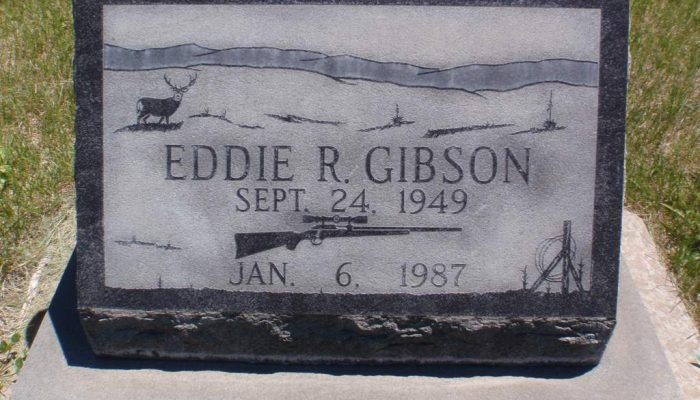 EDDIE R. GIBSON
SEPT. 24, 1949
JAN. 6, 1987